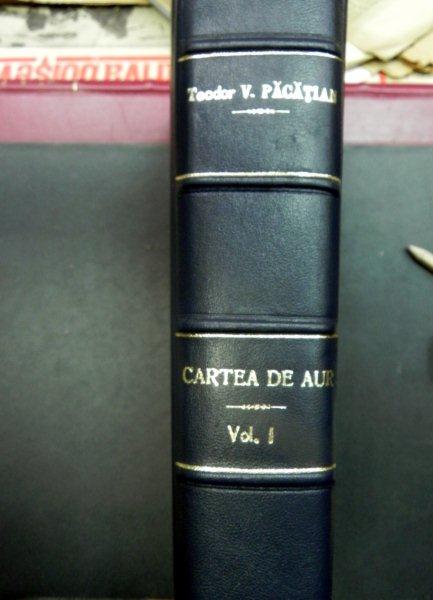 Teodor V. PĂCĂŢIAN
CARTEA DE AUR
Vol. I